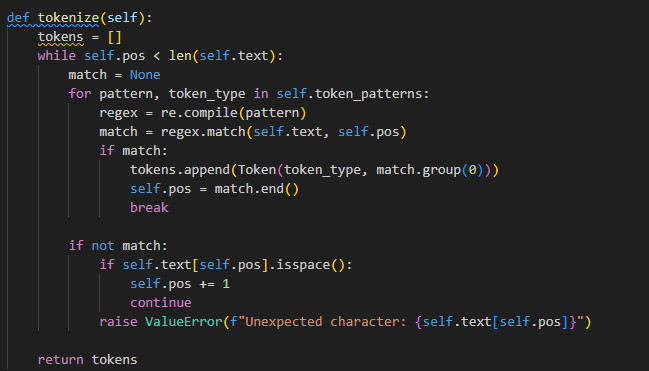 def tokenize(self):
    tokens = []
    while self.pos < len(self.text):
        match = None
        for pattern, token_type in self.token_patterns:
            regex = re.compile(pattern)
            match = regex.match(self.text, self.pos)
            if match:
                tokens.append(Token(token_type, match.group(0)))
                self.pos = match.end()
                break

        if not match:
            if self.text[self.pos].isspace():
                self.pos += 1
                continue
            raise ValueError(f"Unexpected character: {self.text[self.pos]}")

    return tokens